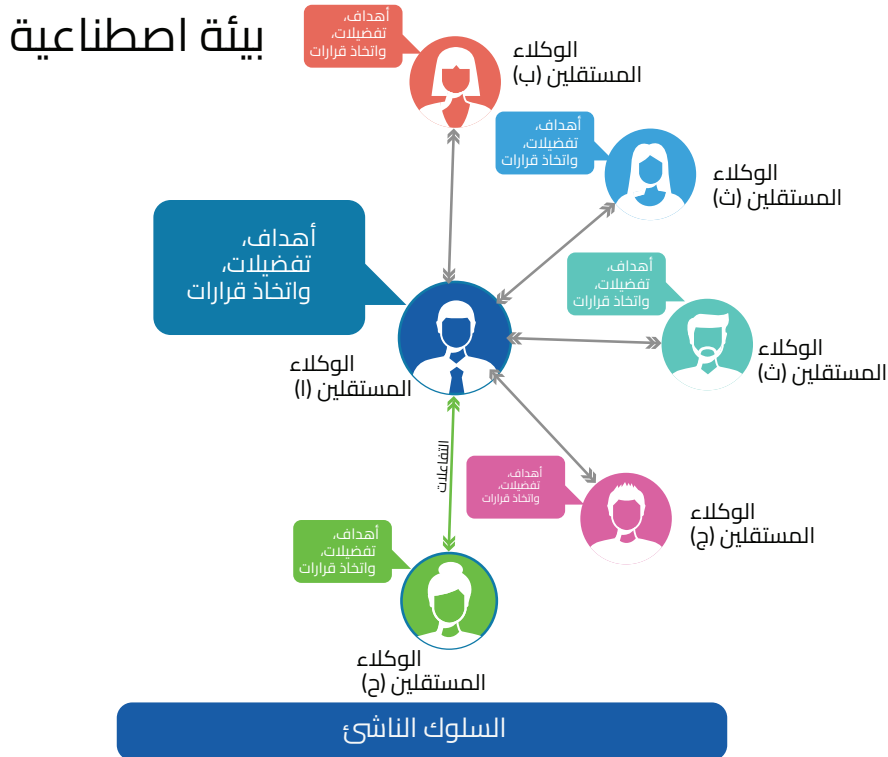 بيئة اصطناعية
أهداف،
تفضيلات،
واتخاذ قرارات
الوكلاء
المستقلين (ب)
أهداف،
تفضيلات،
واتخاذ قرارات
الوكلاء
المستقلين (ث)
أهداف،
تفضيلات،
واتخاذ قرارات
أهداف،
تفضيلات،
واتخاذ قرارات
الوكلاء
المستقلين (ث)
الوكلاء
المستقلين (ا)
التفاعلات
أهداف،
تفضيلات،
واتخاذ قرارات
الوكلاء
المستقلين (ج)
أهداف،
تفضيلات،
واتخاذ قرارات
الوكلاء
المستقلين (ح)
السلوك الناشئ